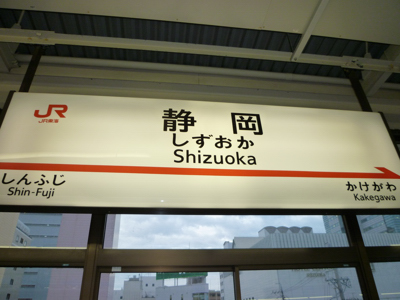 JR
JR東海
静岡
しずおか
Shizuoka
しんふじ
Shin-Fuji
かけがわ
Kakegawa